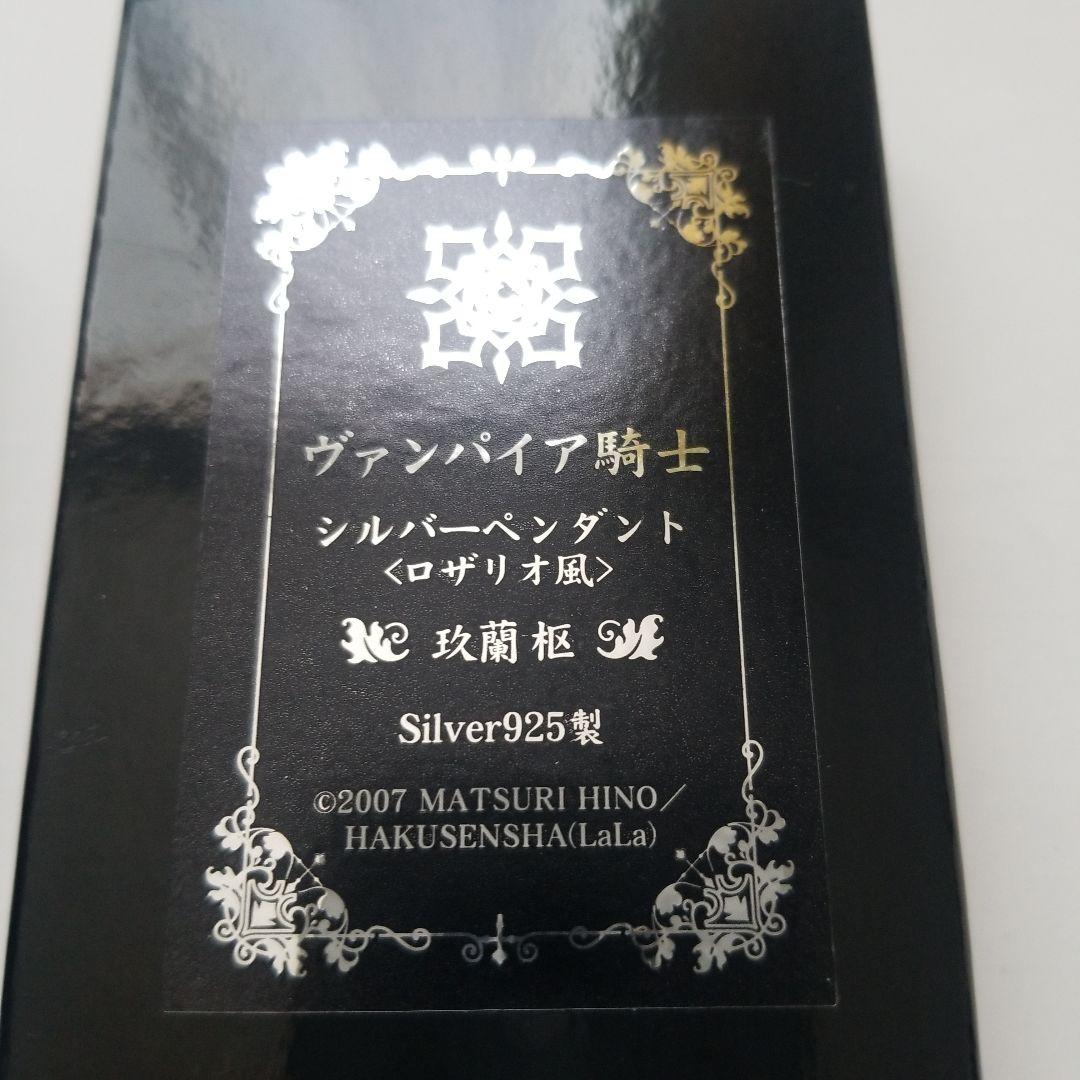 ヴァンパイア騎士
シルバーペンダント
<ロザリオ風>
玖蘭 枢
Silver925製
©2007 MATSURI HINO／
HAKUSENSHA(LaLa)